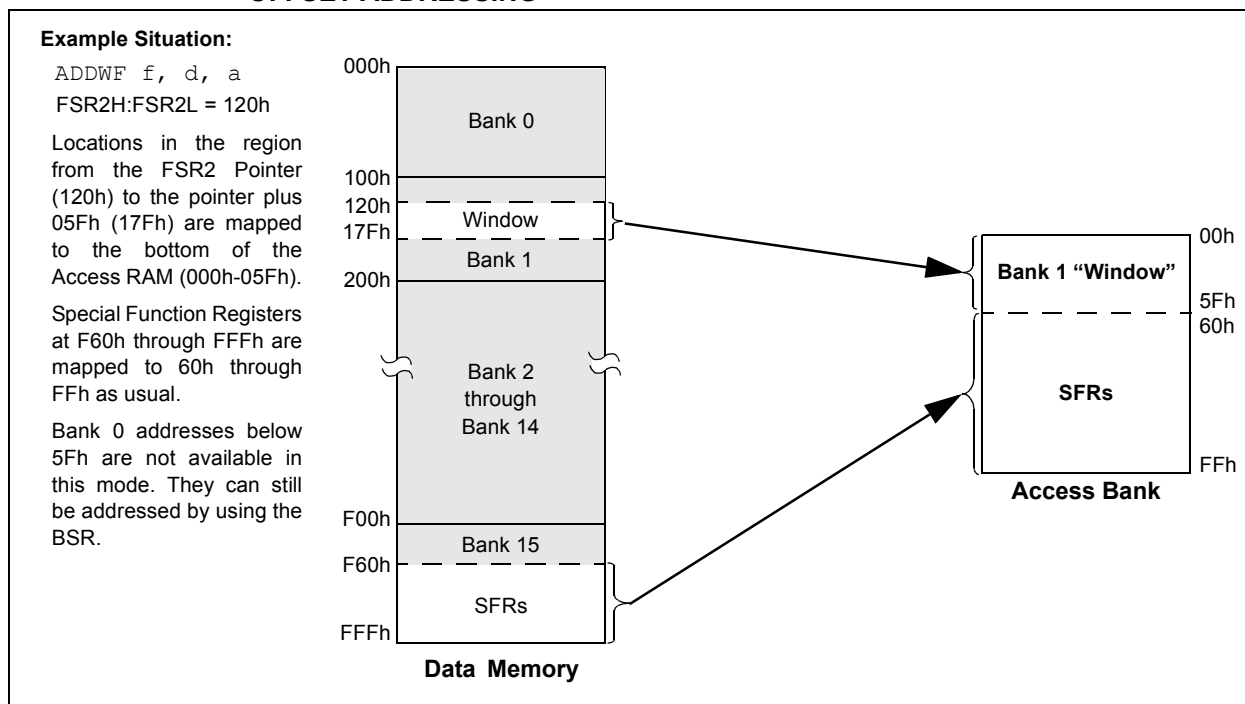 Example Situation:
ADDWF f, d, a
FSR2H:FSR2L = 120h
Locations in the region
from the FSR2 Pointer
(120h) to the pointer plus
05Fh (17Fh) are mapped
to the bottom of the
Access RAM (000h-05Fh).
Special Function Registers
at F60h through FFFh are
mapped to 60h through
FFh as usual.
Bank 0 addresses below
5Fh are not available in
this mode. They can still
be addressed by using the
BSR.
000h
Bank 0
100h
120h
Window
17Fh
Bank 1
200h
Bank 2
through
Bank 14
F00h
Bank 15
F60h
SFRs
FFFh
Data Memory
00h
Bank 1 “Window”
5Fh
60h
SFRs
FFh
Access Bank